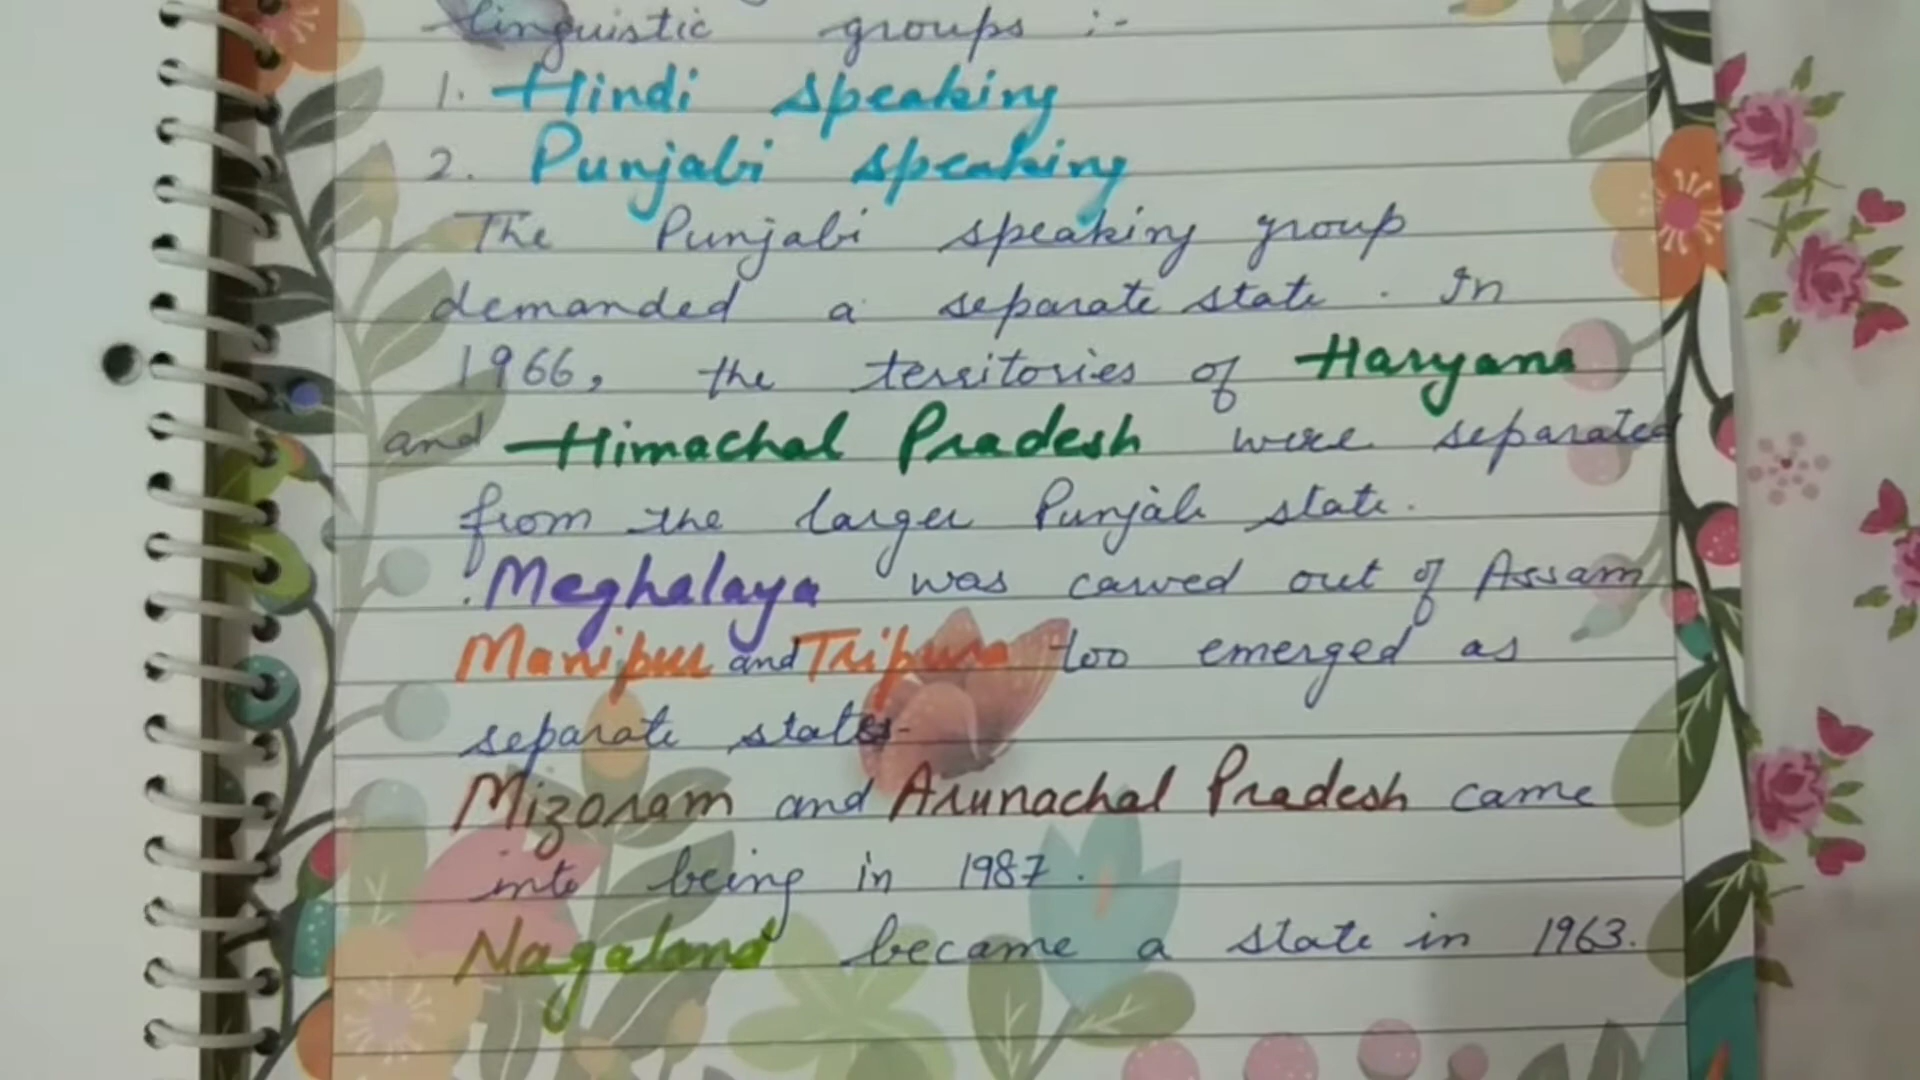 linguistic groups :-
1. Hindi speaking
2. Punjabi speaking
The Punjabi speaking group
demanded a separate state. In
1966, the territories of Haryana
and Himachal Pradesh were separated
from the larger Punjab state.
Meghalaya was carved out of Assam
Manipur and Tripura too emerged as
separate states.
Mizoram and Arunachal Pradesh came
into being in 1987.
Nagaland became a state in 1963.